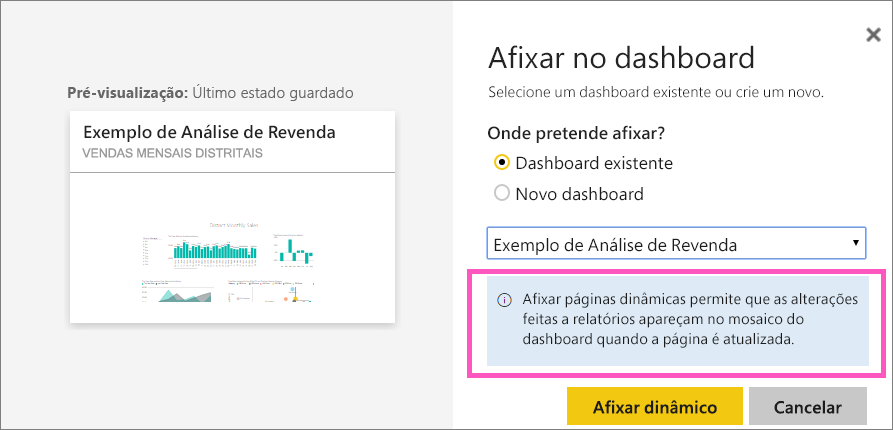 Afixar no dashboard
Selecione um dashboard existente ou crie um novo.
Pré-visualização: Último estado guardado
Exemplo de Análise de Revenda
VENDAS MENSAIS DISTRITAIS
Onde pretende afixar?
Dashboard existente
Novo dashboard
Exemplo de Análise de Revenda
Afixar páginas dinâmicas permite que as alterações
feitas a relatórios apareçam no mosaico do
dashboard quando a página é atualizada.
Afixar dinâmico
Cancelar